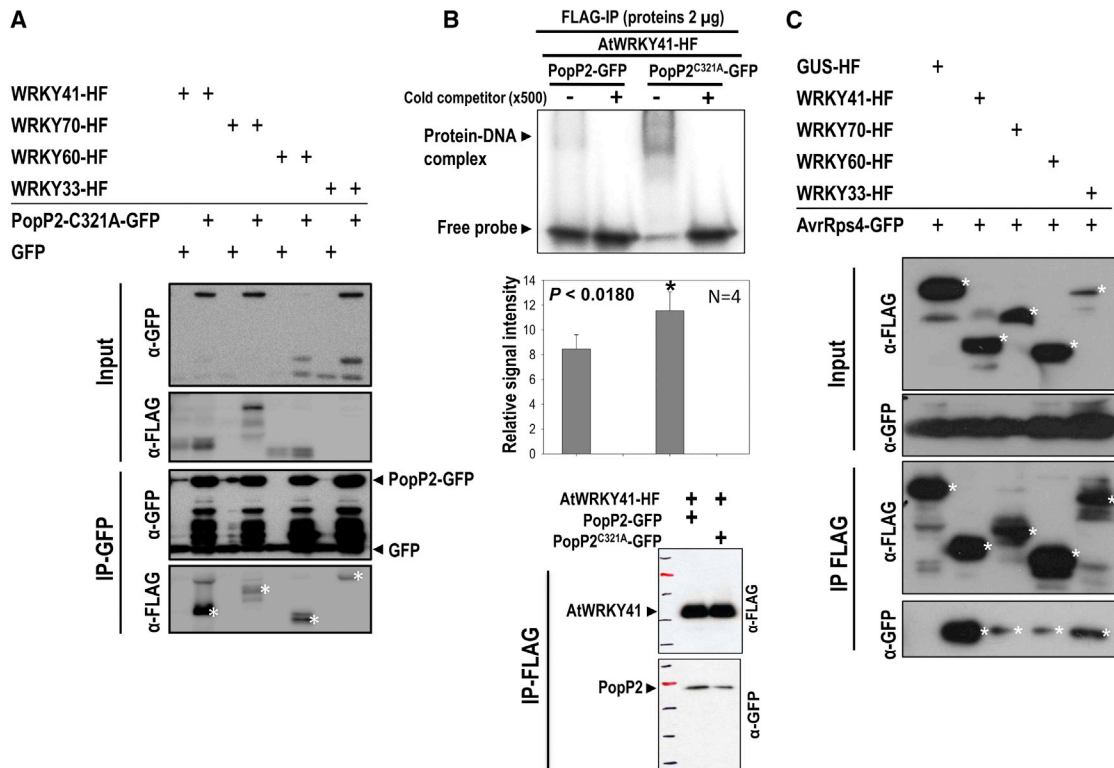 A
WRKY41-HF + +
WRKY70-HF + +
WRKY60-HF + +
WRKY33-HF + +
PopP2-C321A-GFP + + + +
GFP + + + +
Input
α-GFP
α-FLAG
IP-GFP
α-GFP
PopP2-GFP
GFP
α-FLAG
* * * *
B
FLAG-IP (proteins 2 µg)
AtWRKY41-HF
PopP2-GFP PopP2C321A-GFP
Cold competitor (x500) - + - +
Protein-DNA
complex
Free probe
Relative signal intensity
14
12
10
8
6
4
2
0
P < 0.0180
*
N=4
AtWRKY41-HF + +
PopP2-GFP +
PopP2C321A-GFP +
IP-FLAG
AtWRKY41
α-FLAG
PopP2
α-GFP
C
GUS-HF +
WRKY41-HF +
WRKY70-HF +
WRKY60-HF +
WRKY33-HF +
AvrRps4-GFP + + + + +
Input
α-FLAG
* * * * *
α-GFP
IP FLAG
α-FLAG
* * * * *
α-GFP
* * * *